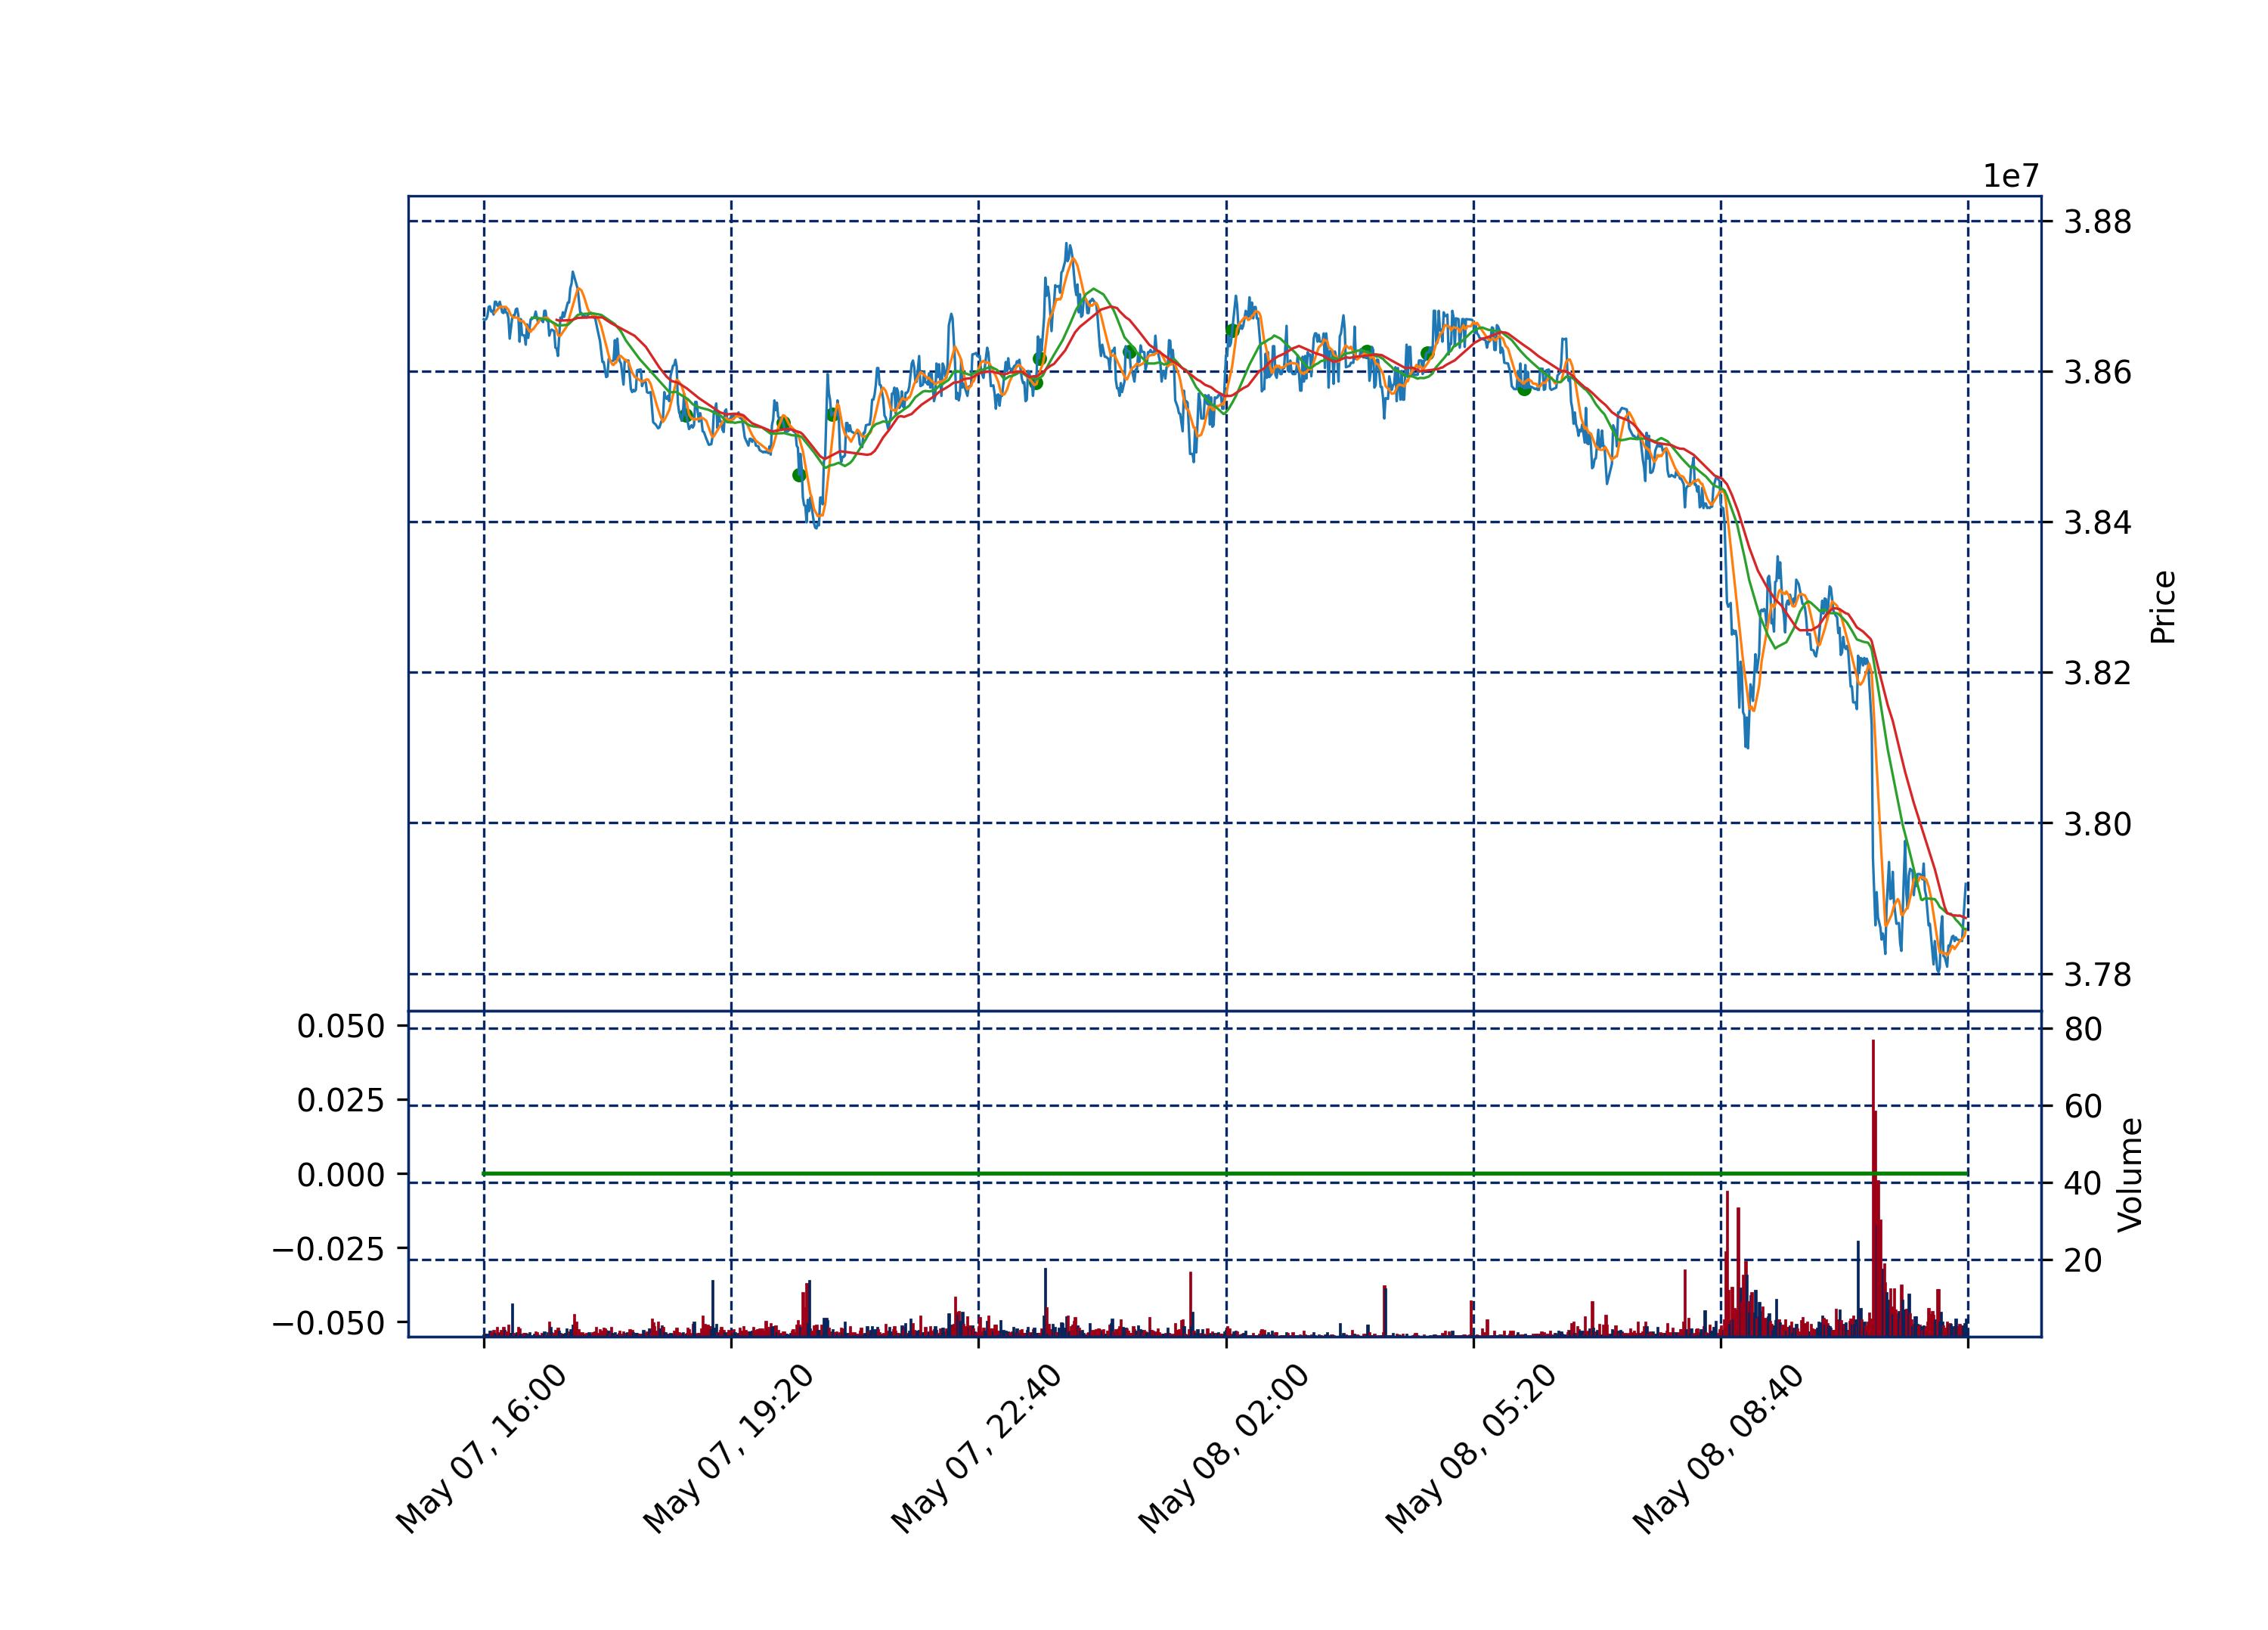 1e7
3.88
3.86
3.84
3.82
3.80
3.78
Price
0.050
0.025
0.000
−0.025
−0.050
80
60
40
20
Volume
May 07, 16:00
May 07, 19:20
May 07, 22:40
May 08, 02:00
May 08, 05:20
May 08, 08:40